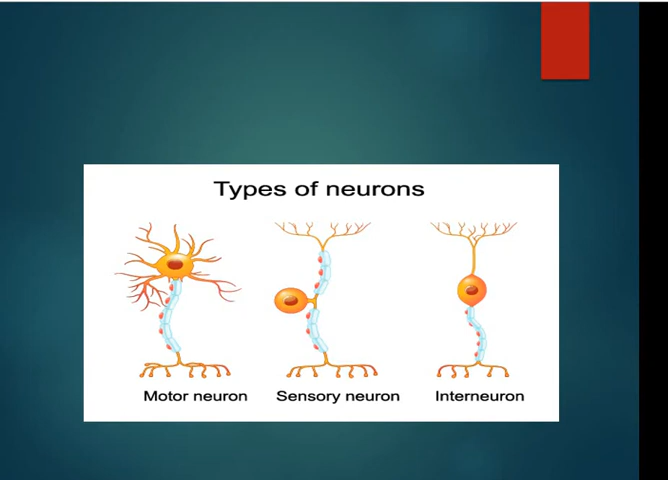 Types of neurons
Motor neuron
Sensory neuron
Interneuron